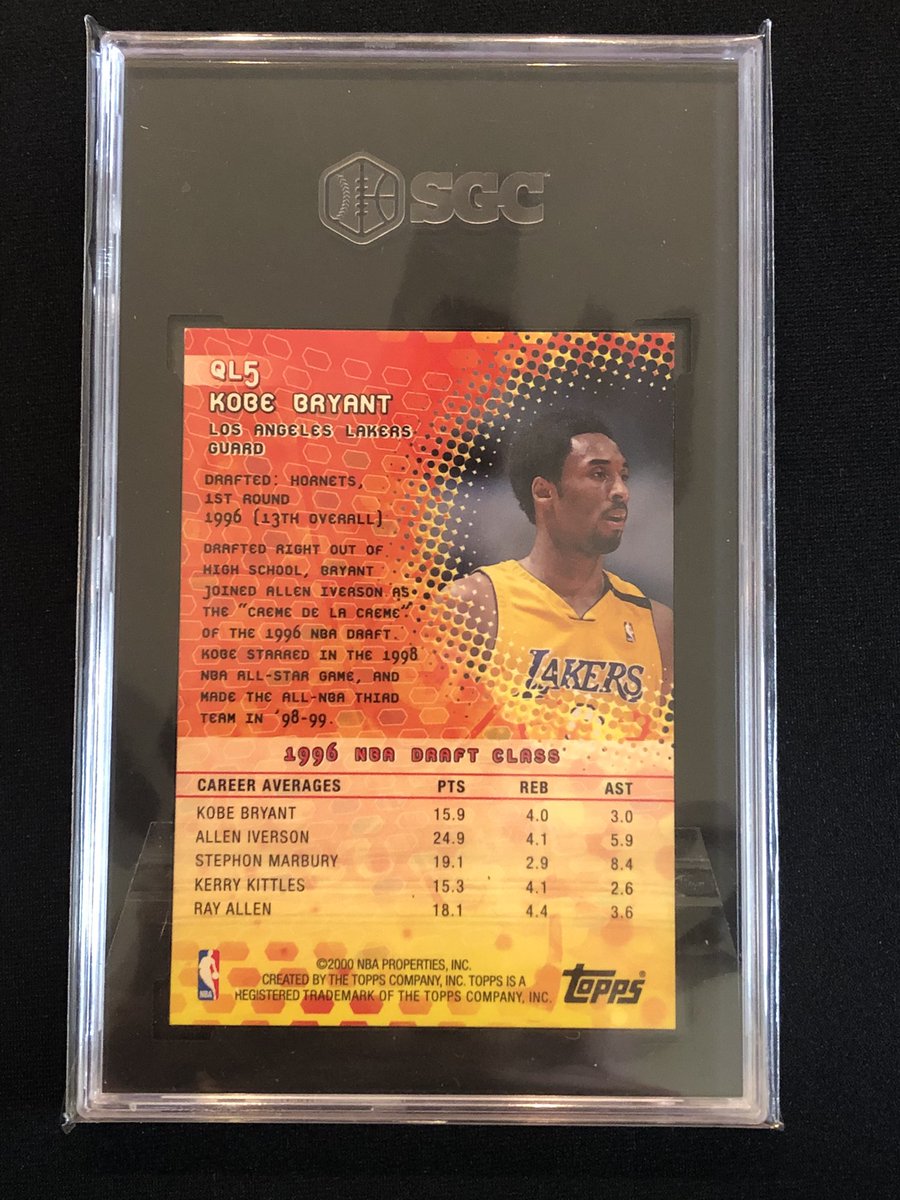 SGC
QL5
KOBE BRYANT
LOS ANGELES LAKERS
GUARD
DRAFTED: HORNETS,
1ST ROUND
1996 (13TH OVERALL)
DRAFTED RIGHT OUT OF
HIGH SCHOOL, BRYANT
JOINED ALLEN IVERSON AS
THE "CREME DE LA CREME"
OF THE 1996 NBA DRAFT.
KOBE STARRED IN THE 1998
NBA ALL-STAR GAME, AND
MADE THE ALL-NBA THIRD
TEAM IN '98-99.
LAKERS
1996 NBA DRAFT CLASS
CAREER AVERAGES PTS REB AST
KOBE BRYANT 15.9 4.0 3.0
ALLEN IVERSON 24.9 4.1 5.9
STEPHON MARBURY 19.1 2.9 8.4
KERRY KITTLES 15.3 4.1 2.6
RAY ALLEN 18.1 4.4 3.6
NBA
©2000 NBA PROPERTIES, INC.
CREATED BY THE TOPPS COMPANY, INC. TOPPS IS A
REGISTERED TRADEMARK OF THE TOPPS COMPANY, INC.
Topps®